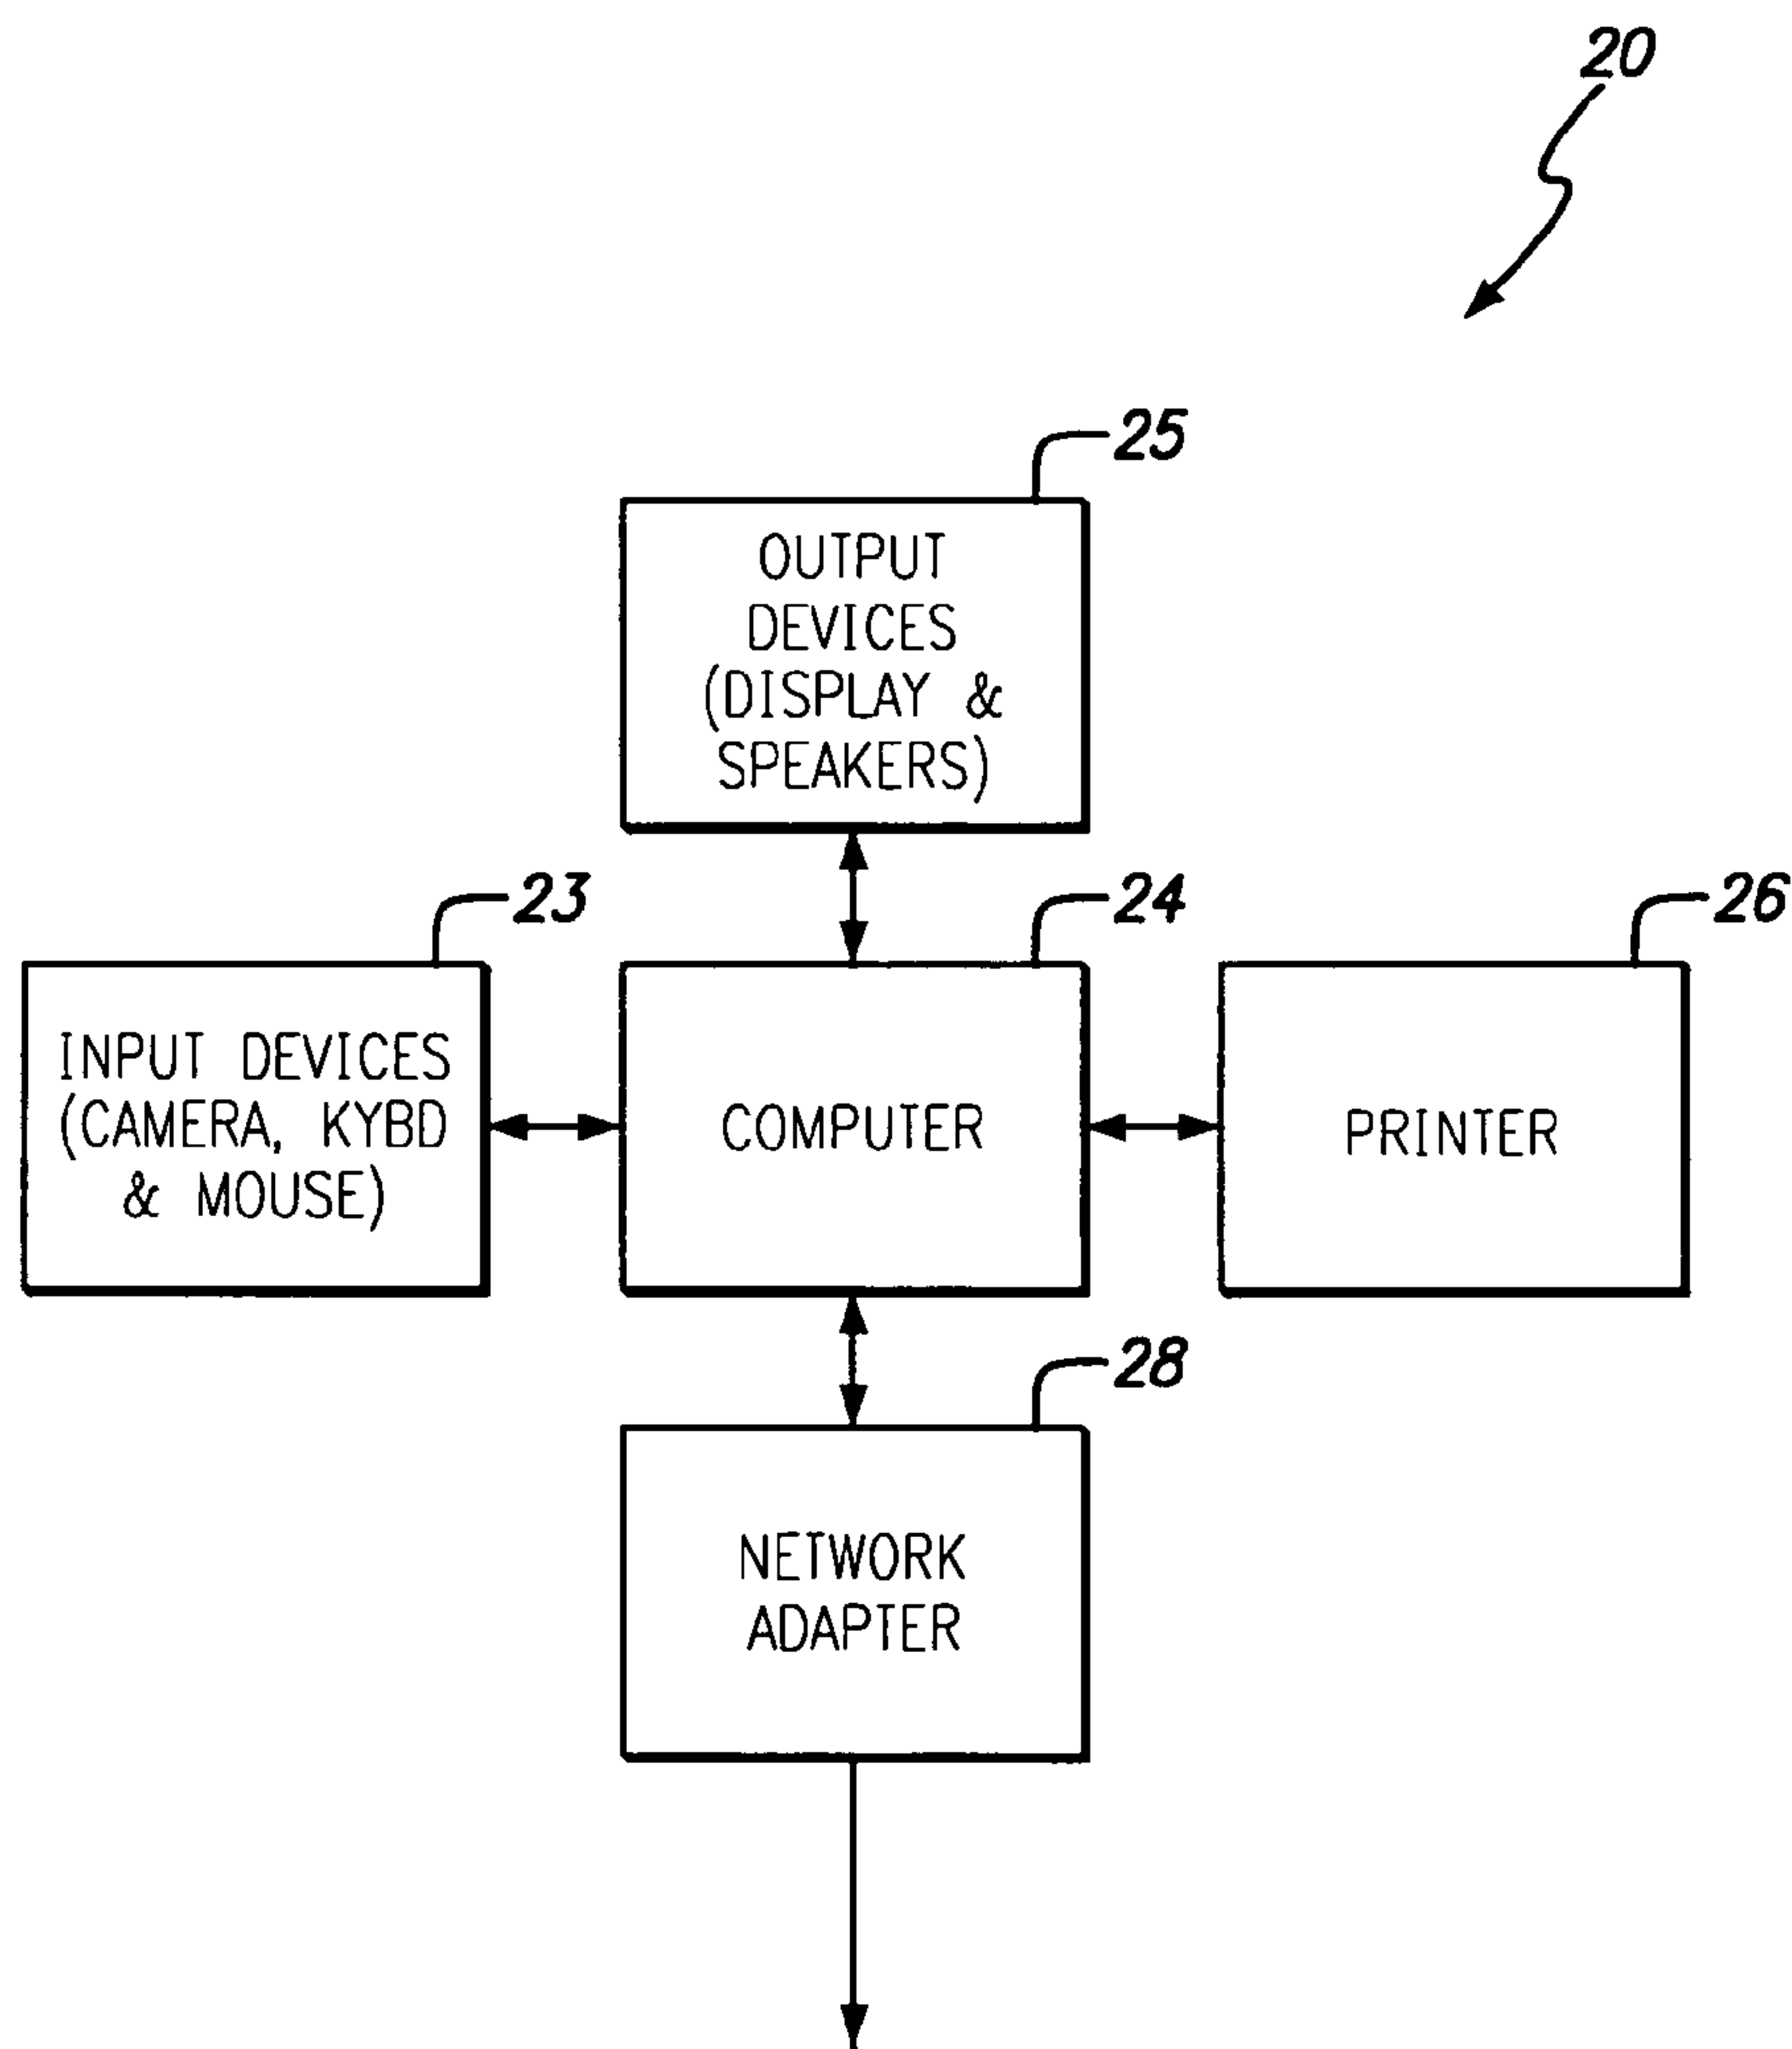 20
25
OUTPUT
DEVICES
(DISPLAY &
SPEAKERS)
23
24
26
INPUT DEVICES
(CAMERA, KYBD
& MOUSE)
COMPUTER
PRINTER
28
NETWORK
ADAPTER